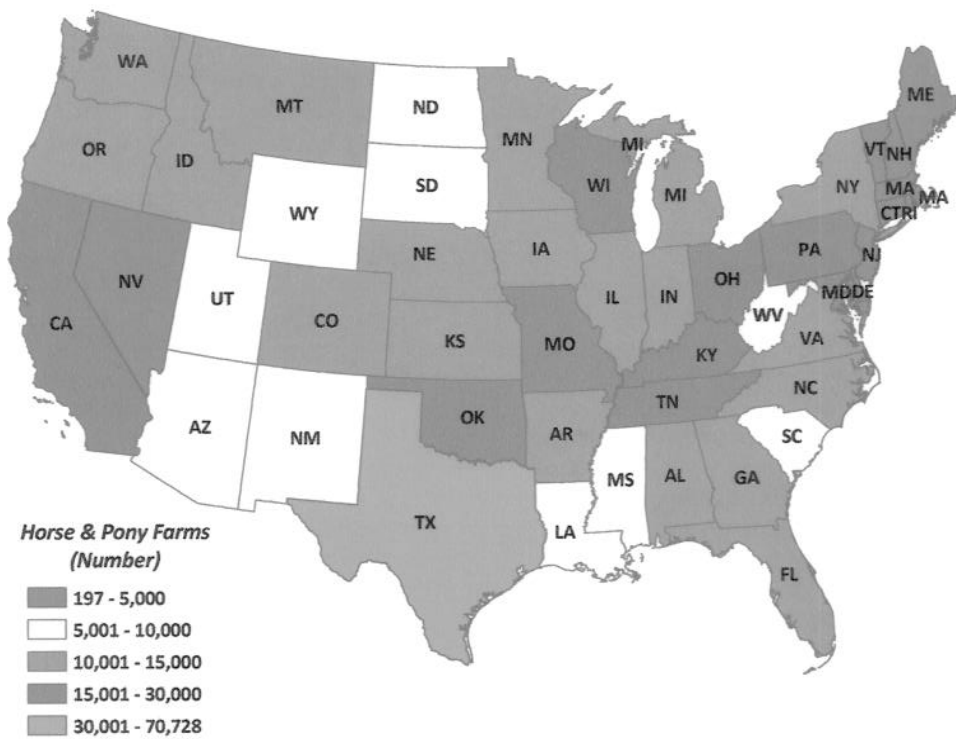 WA
MT
ND
ME
OR
ID
MN
MI
VT
NH
SD
WI
MI
NY
MA
MA
WY
CTRI
IA
PA
NJ
NE
NV
UT
OH
IL
IN
MD
DE
CO
WV
CA
KS
MO
KY
VA
NC
TN
OK
AZ
NM
AR
SC
MS
AL
GA
TX
LA
FL
Horse & Pony Farms
(Number)
197 - 5,000
5,001 - 10,000
10,001 - 15,000
15,001 - 30,000
30,001 - 70,728